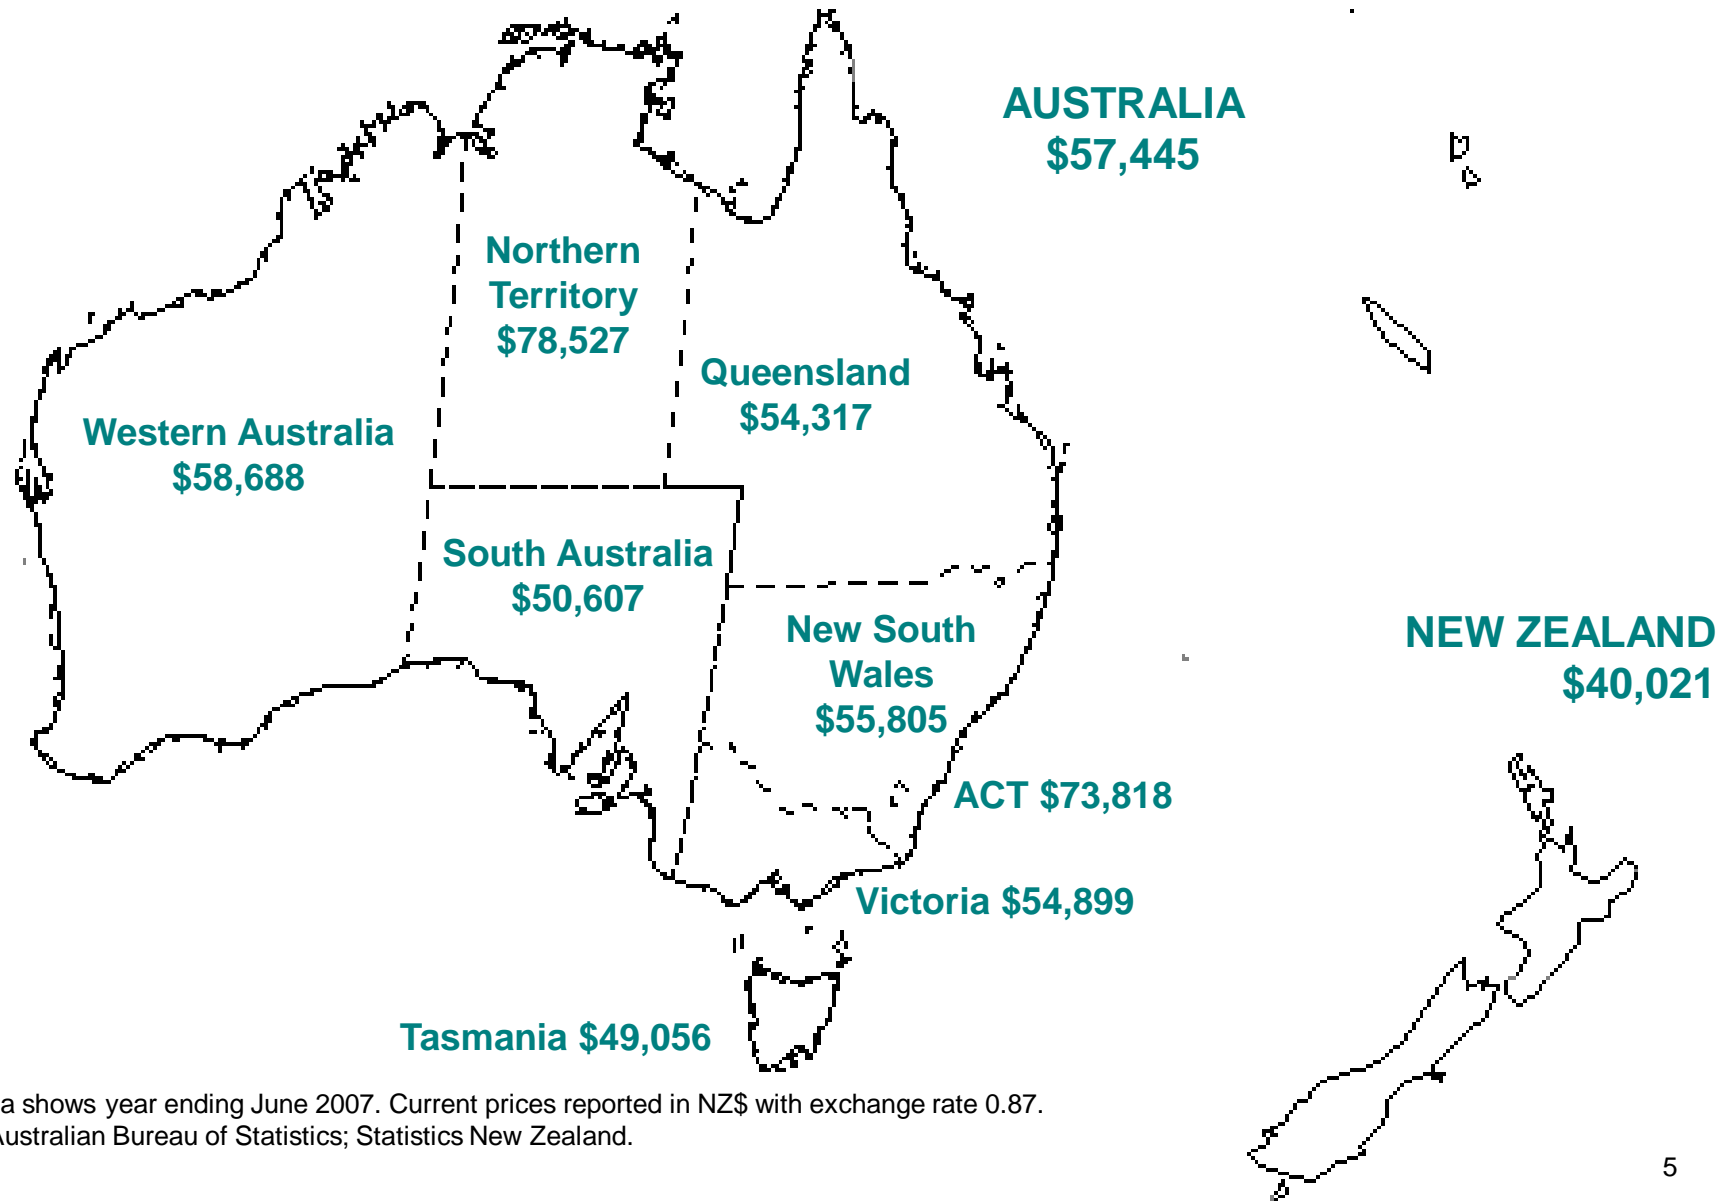 AUSTRALIA
$57,445
Northern
Territory
$78,527
Queensland
$54,317
Western Australia
$58,688
South Australia
$50,607
New South
Wales
$55,805
NEW ZEALAND
$40,021
ACT $73,818
Victoria $54,899
Tasmania $49,056
a shows year ending June 2007. Current prices reported in NZ$ with exchange rate 0.87.
Australian Bureau of Statistics; Statistics New Zealand.
5